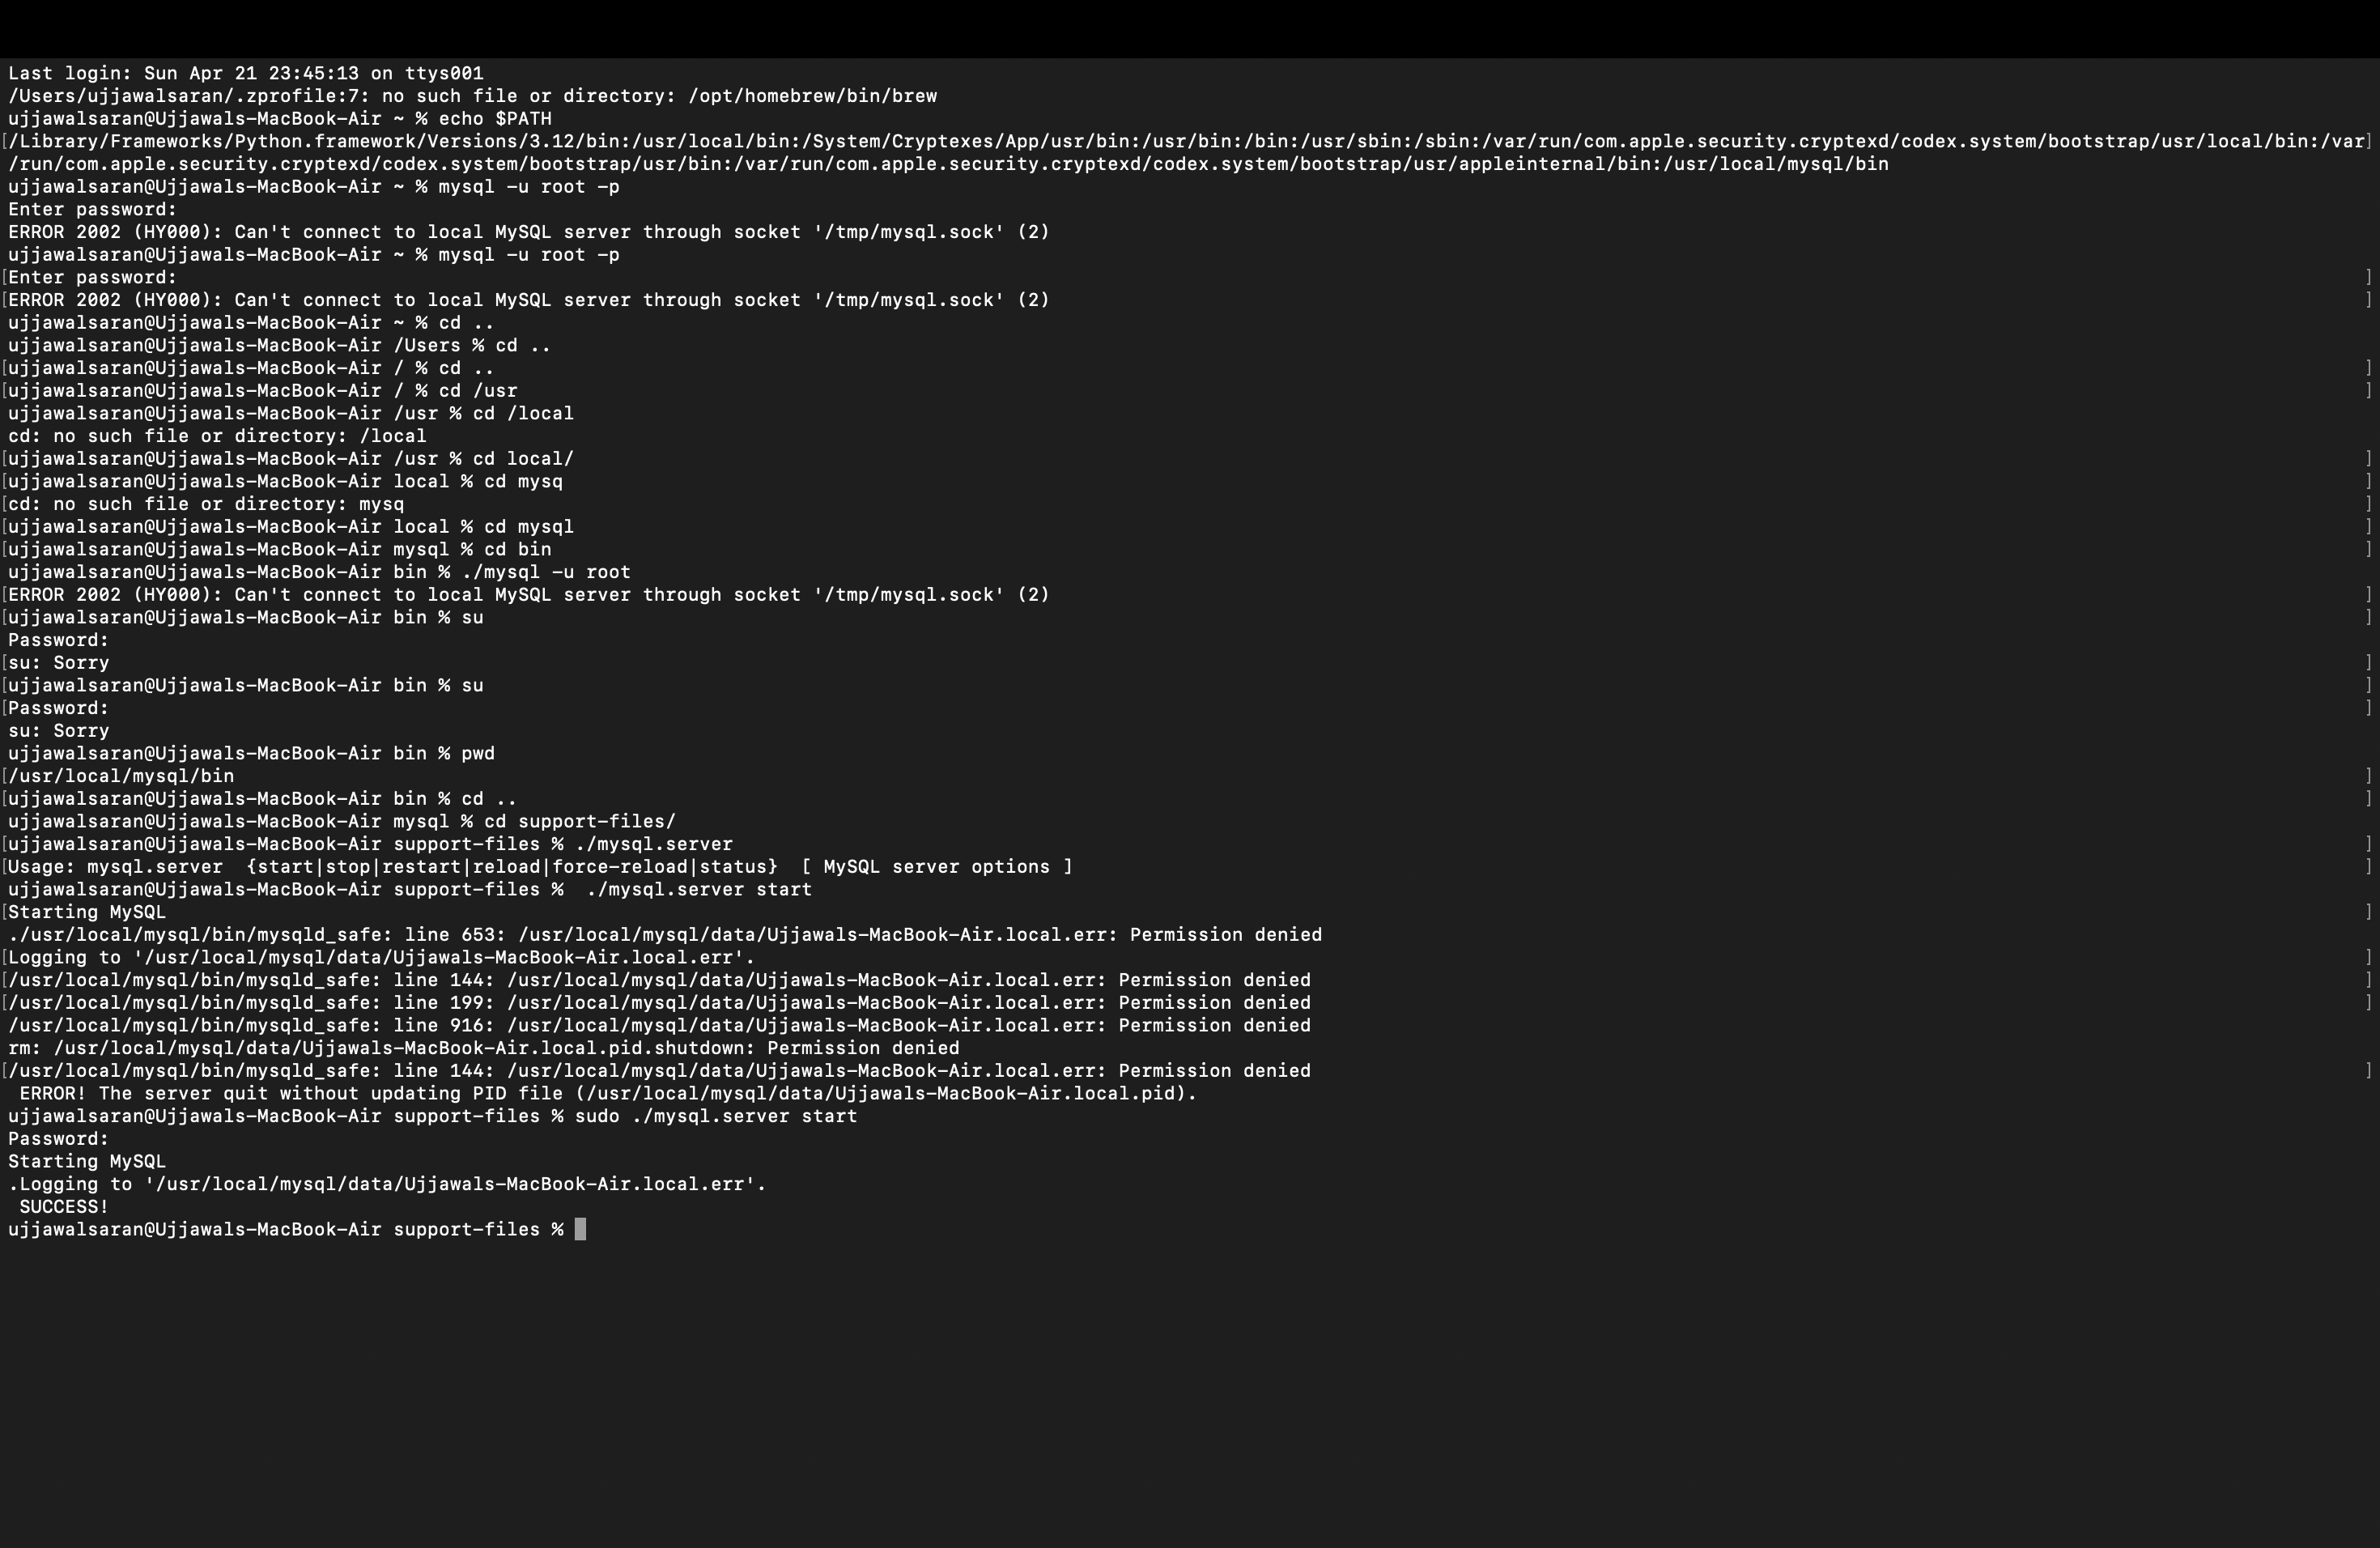 Last login: Sun Apr 21 23:45:13 on ttys001
/Users/ujjawalsaran/.zprofile:7: no such file or directory: /opt/homebrew/bin/brew
ujjawalsaran@Ujjawals-MacBook-Air ~ % echo $PATH
[/Library/Frameworks/Python.framework/Versions/3.12/bin:/usr/local/bin:/System/Cryptexes/App/usr/bin:/usr/bin:/bin:/usr/sbin:/sbin:/var/run/com.apple.security.cryptexd/codex.system/bootstrap/usr/local/bin:/var]
/run/com.apple.security.cryptexd/codex.system/bootstrap/usr/bin:/var/run/com.apple.security.cryptexd/codex.system/bootstrap/usr/appleinternal/bin:/usr/local/mysql/bin
ujjawalsaran@Ujjawals-MacBook-Air ~ % mysql -u root -p
Enter password:
ERROR 2002 (HY000): Can't connect to local MySQL server through socket '/tmp/mysql.sock' (2)
ujjawalsaran@Ujjawals-MacBook-Air ~ % mysql -u root -p
[Enter password: ]
[ERROR 2002 (HY000): Can't connect to local MySQL server through socket '/tmp/mysql.sock' (2) ]
ujjawalsaran@Ujjawals-MacBook-Air ~ % cd ..
ujjawalsaran@Ujjawals-MacBook-Air /Users % cd ..
[ujjawalsaran@Ujjawals-MacBook-Air / % cd .. ]
[ujjawalsaran@Ujjawals-MacBook-Air / % cd /usr ]
ujjawalsaran@Ujjawals-MacBook-Air /usr % cd /local
cd: no such file or directory: /local
[ujjawalsaran@Ujjawals-MacBook-Air /usr % cd local/ ]
[ujjawalsaran@Ujjawals-MacBook-Air local % cd mysq ]
[cd: no such file or directory: mysq ]
[ujjawalsaran@Ujjawals-MacBook-Air local % cd mysql ]
[ujjawalsaran@Ujjawals-MacBook-Air mysql % cd bin ]
ujjawalsaran@Ujjawals-MacBook-Air bin % ./mysql -u root
[ERROR 2002 (HY000): Can't connect to local MySQL server through socket '/tmp/mysql.sock' (2) ]
[ujjawalsaran@Ujjawals-MacBook-Air bin % su ]
Password:
[su: Sorry ]
[ujjawalsaran@Ujjawals-MacBook-Air bin % su ]
[Password: ]
su: Sorry
ujjawalsaran@Ujjawals-MacBook-Air bin % pwd
[/usr/local/mysql/bin ]
[ujjawalsaran@Ujjawals-MacBook-Air bin % cd .. ]
ujjawalsaran@Ujjawals-MacBook-Air mysql % cd support-files/
[ujjawalsaran@Ujjawals-MacBook-Air support-files % ./mysql.server ]
[Usage: mysql.server  {start|stop|restart|reload|force-reload|status}  [ MySQL server options ] ]
ujjawalsaran@Ujjawals-MacBook-Air support-files %  ./mysql.server start
[Starting MySQL ]
./usr/local/mysql/bin/mysqld_safe: line 653: /usr/local/mysql/data/Ujjawals-MacBook-Air.local.err: Permission denied
[Logging to '/usr/local/mysql/data/Ujjawals-MacBook-Air.local.err'. ]
[/usr/local/mysql/bin/mysqld_safe: line 144: /usr/local/mysql/data/Ujjawals-MacBook-Air.local.err: Permission denied ]
[/usr/local/mysql/bin/mysqld_safe: line 199: /usr/local/mysql/data/Ujjawals-MacBook-Air.local.err: Permission denied ]
/usr/local/mysql/bin/mysqld_safe: line 916: /usr/local/mysql/data/Ujjawals-MacBook-Air.local.err: Permission denied
rm: /usr/local/mysql/data/Ujjawals-MacBook-Air.local.pid.shutdown: Permission denied
[/usr/local/mysql/bin/mysqld_safe: line 144: /usr/local/mysql/data/Ujjawals-MacBook-Air.local.err: Permission denied ]
ERROR! The server quit without updating PID file (/usr/local/mysql/data/Ujjawals-MacBook-Air.local.pid).
ujjawalsaran@Ujjawals-MacBook-Air support-files % sudo ./mysql.server start
Password:
Starting MySQL
.Logging to '/usr/local/mysql/data/Ujjawals-MacBook-Air.local.err'.
SUCCESS!
ujjawalsaran@Ujjawals-MacBook-Air support-files %